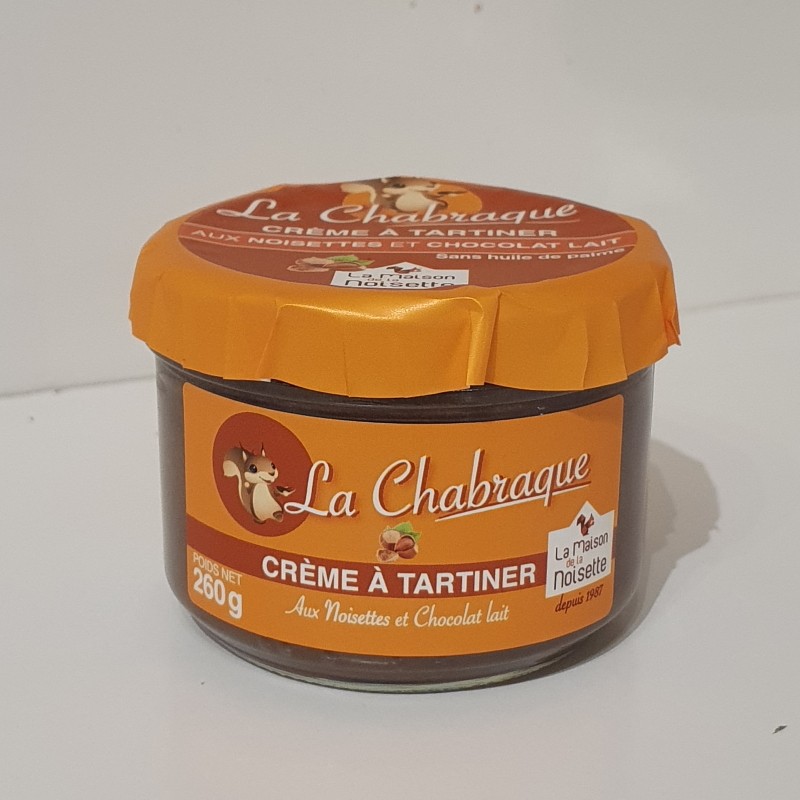 La Chabraque
CRÈME À TARTINER
AUX NOISETTES ET CHOCOLAT LAIT
Sans huile de palme
La Maison
de la
Noisette
La Chabraque
CRÈME À TARTINER
POIDS NET
260g
Aux Noisettes et Chocolat lait
La Maison
de la
Noisette
depuis 1987